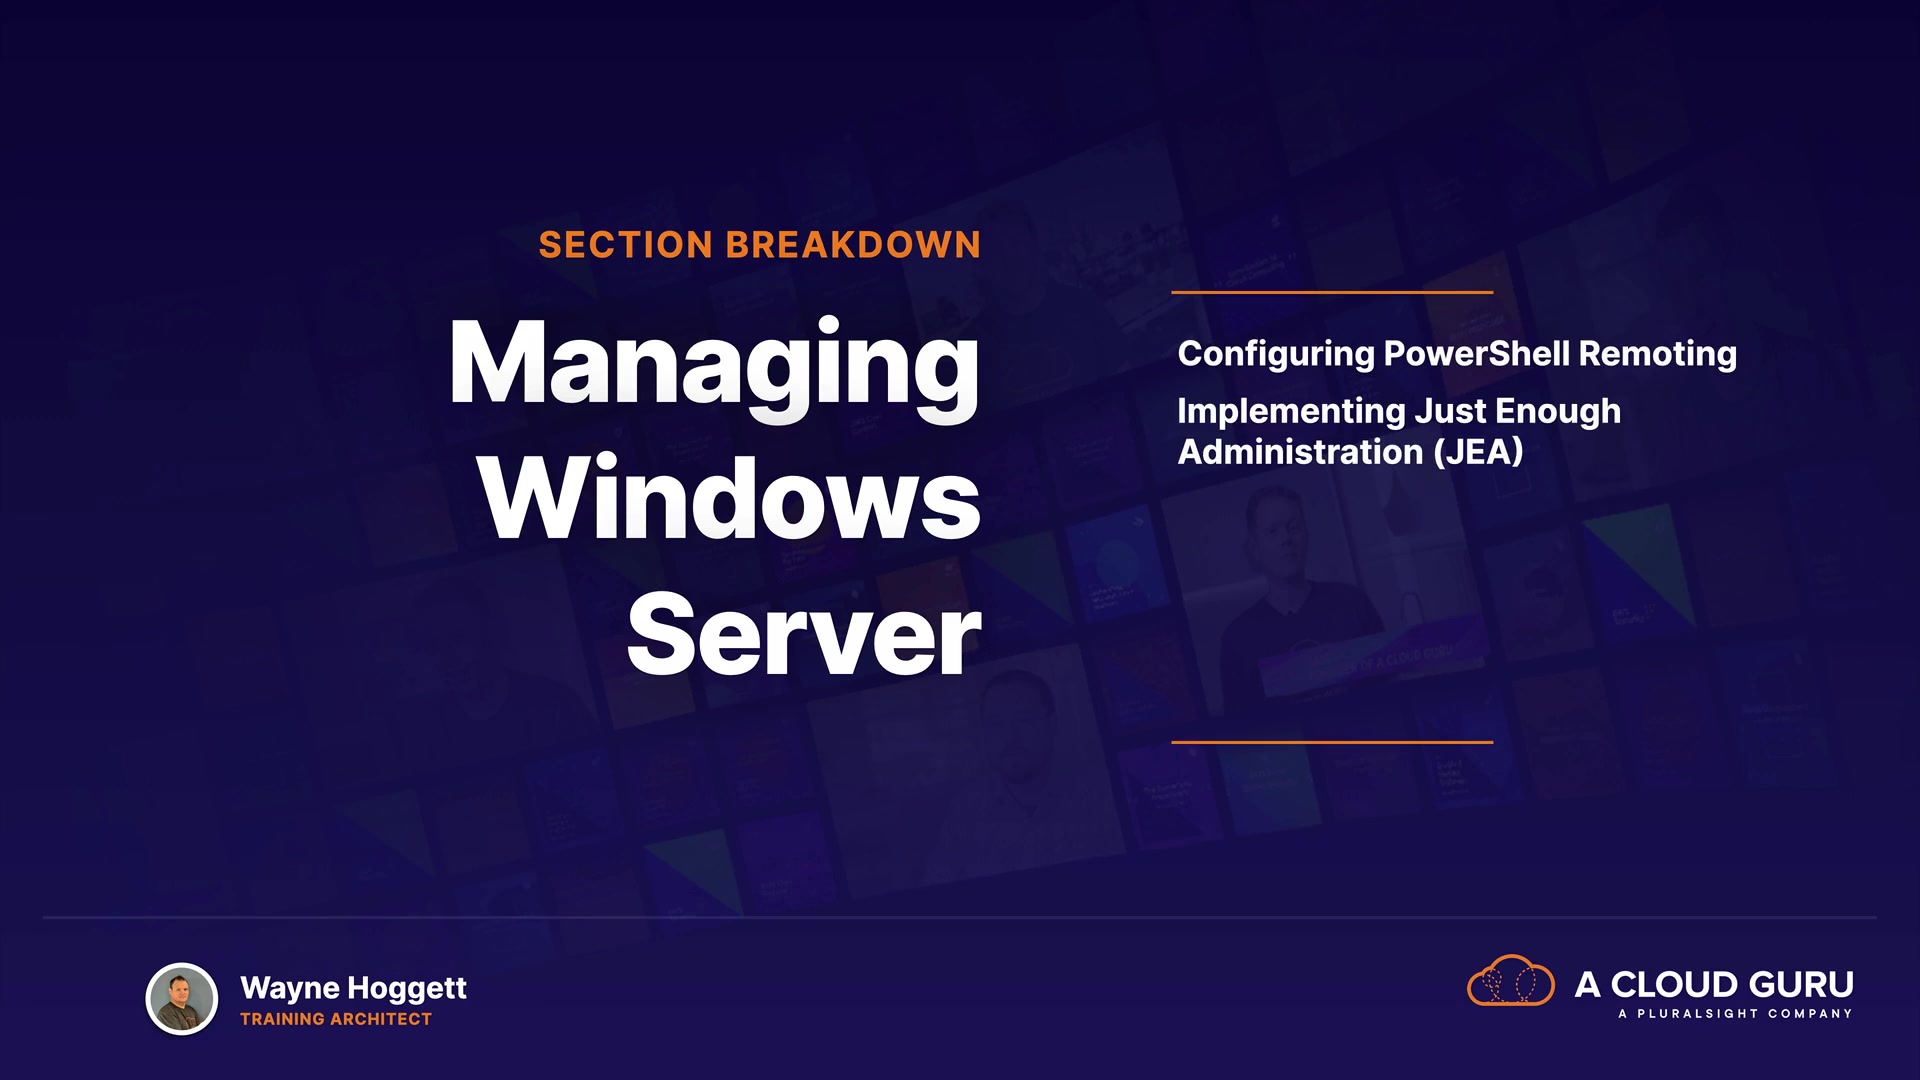 SECTION BREAKDOWN
Managing
Windows
Server
Configuring PowerShell Remoting
Implementing Just Enough
Administration (JEA)
Wayne Hoggett
TRAINING ARCHITECT
A CLOUD GURU
A PLURALSIGHT COMPANY